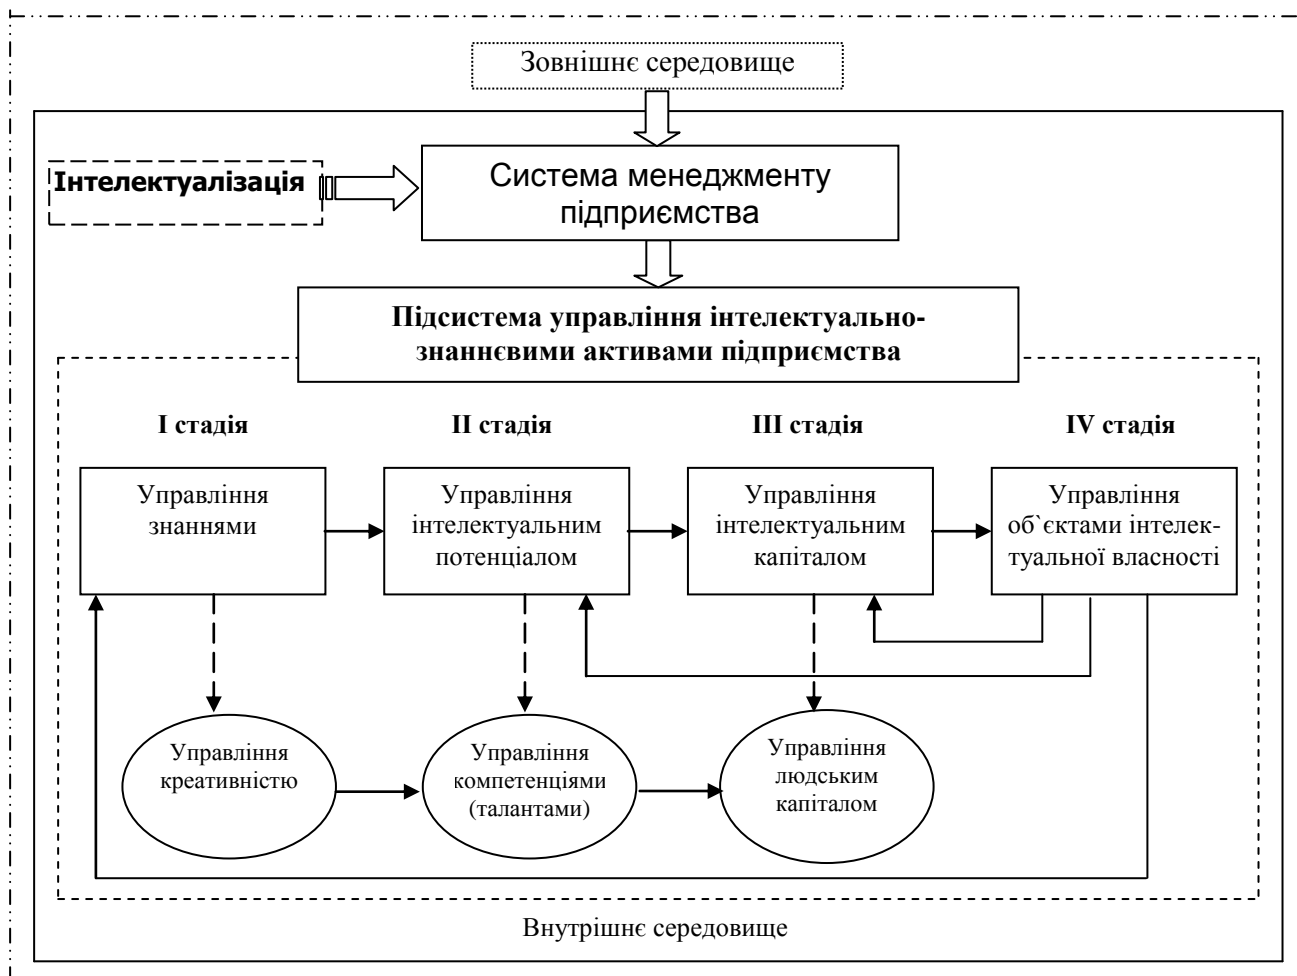 Зовнішнє середовище
Інтелектуалізація
Система менеджменту
підприємства
Підсистема управління інтелектуально-
знаннєвими активами підприємства
I стадія
II стадія
III стадія
IV стадія
Управління
знаннями
Управління
інтелектуальним
потенціалом
Управління
інтелектуальним
капіталом
Управління
об`єктами інтелек-
туальної власності
Управління
креативністю
Управління
компетенціями
(талантами)
Управління
людським
капіталом
Внутрішнє середовище